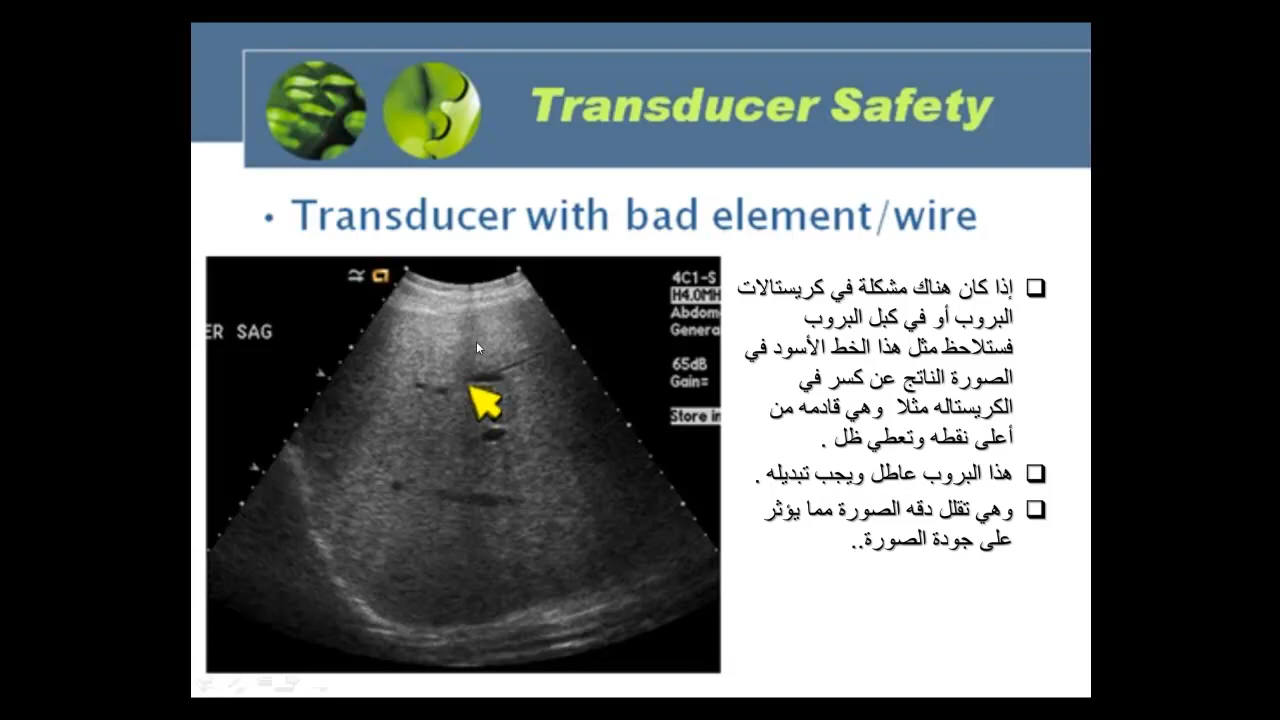 Transducer Safety
• Transducer with bad element/wire
ER SAG
4C1-S
H4.0MH
Abdom
Genera
65dB
Gain=
Store in
❑ إذا كان هناك مشكلة في كريستالات
البروب أو في كبل البروب
فستلاحظ مثل هذا الخط الأسود في
الصورة الناتج عن كسر في
الكريستاله مثلا وهي قادمه من
أعلى نقطه وتعطي ظل .
❑ هذا البروب عاطل ويجب تبديله .
❑ وهي تقلل دقه الصورة مما يؤثر
على جودة الصورة..